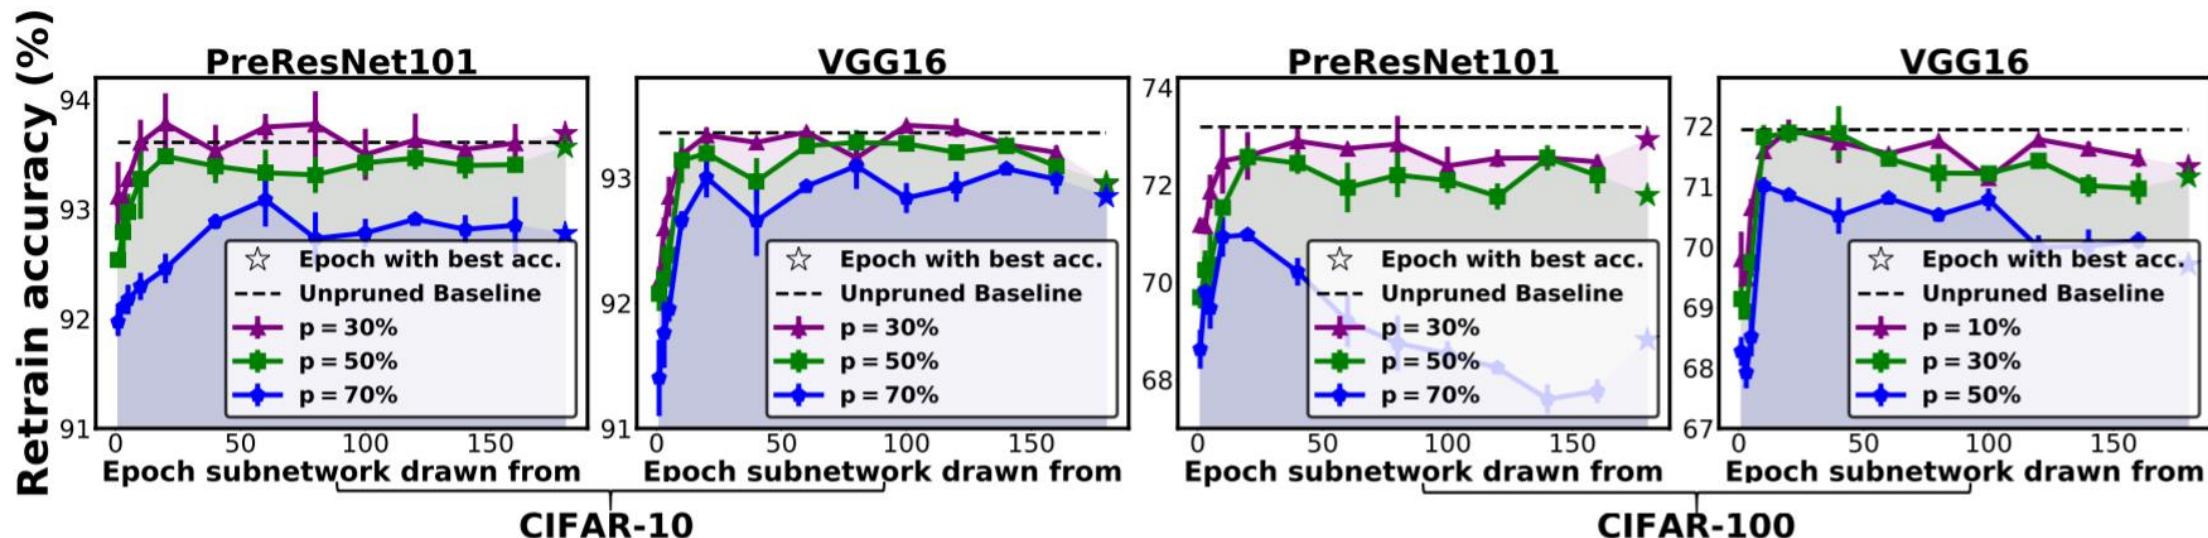 Retrain accuracy (%)
PreResNet101
94
93
92
91
0 50 100 150
Epoch subnetwork drawn from
Epoch with best acc.
Unpruned Baseline
p = 30%
p = 50%
p = 70%
VGG16
93
92
91
0 50 100 150
Epoch subnetwork drawn from
Epoch with best acc.
Unpruned Baseline
p = 30%
p = 50%
p = 70%
CIFAR-10
PreResNet101
74
72
70
68
0 50 100 150
Epoch subnetwork drawn from
Epoch with best acc.
Unpruned Baseline
p = 30%
p = 50%
p = 70%
VGG16
72
71
70
69
68
67
0 50 100 150
Epoch subnetwork drawn from
Epoch with best acc.
Unpruned Baseline
p = 10%
p = 30%
p = 50%
CIFAR-100